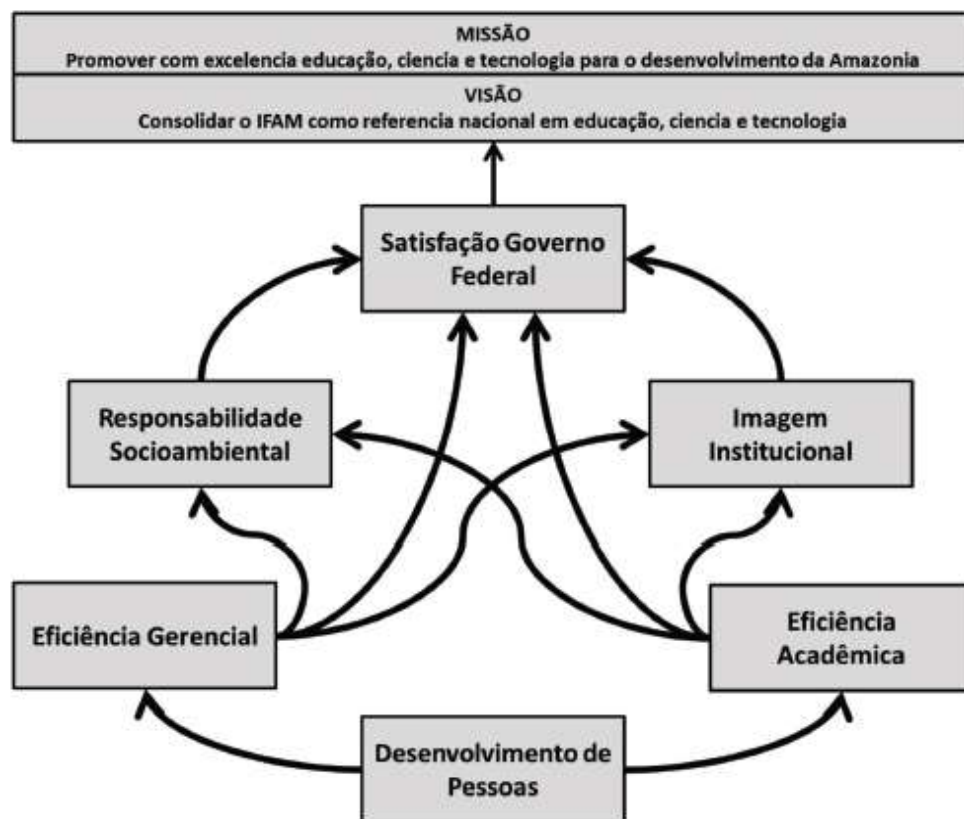 MISSÃO
Promover com excelencia educação, ciencia e tecnologia para o desenvolvimento da Amazonia
VISÃO
Consolidar o IFAM como referencia nacional em educação, ciencia e tecnologia
Satisfação Governo
Federal
Responsabilidade
Socioambiental
Imagem
Institucional
Eficiência Gerencial
Eficiência
Acadêmica
Desenvolvimento de
Pessoas